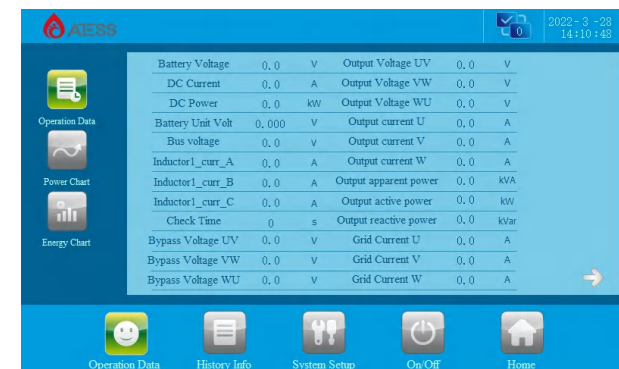 ATESS
0
2022-3-28
14:10:48
Operation Data
Power Chart
Energy Chart
Battery Voltage 0.0 V Output Voltage UV 0.0 V
DC Current 0.0 A Output Voltage VW 0.0 V
DC Power 0.0 kW Output Voltage WU 0.0 V
Battery Unit Volt 0.000 V Output current U 0.0 A
Bus voltage 0.0 V Output current V 0.0 A
Inductor1_curr_A 0.0 A Output current W 0.0 A
Inductor1_curr_B 0.0 A Output apparent power 0.0 kVA
Inductor1_curr_C 0.0 A Output active power 0.0 kW
Check Time 0 s Output reactive power 0.0 kVar
Bypass Voltage UV 0.0 V Grid Current U 0.0 A
Bypass Voltage VW 0.0 V Grid Current V 0.0 A
Bypass Voltage WU 0.0 V Grid Current W 0.0 A
Operation Data History Info System Setup On/Off Home